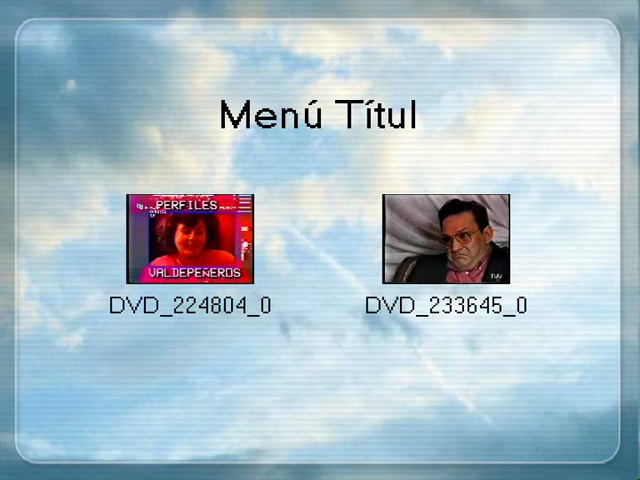 Menú Títul
PERFILES
VALDEPEÑEROS
DVD_224804_0
DVD_233645_0